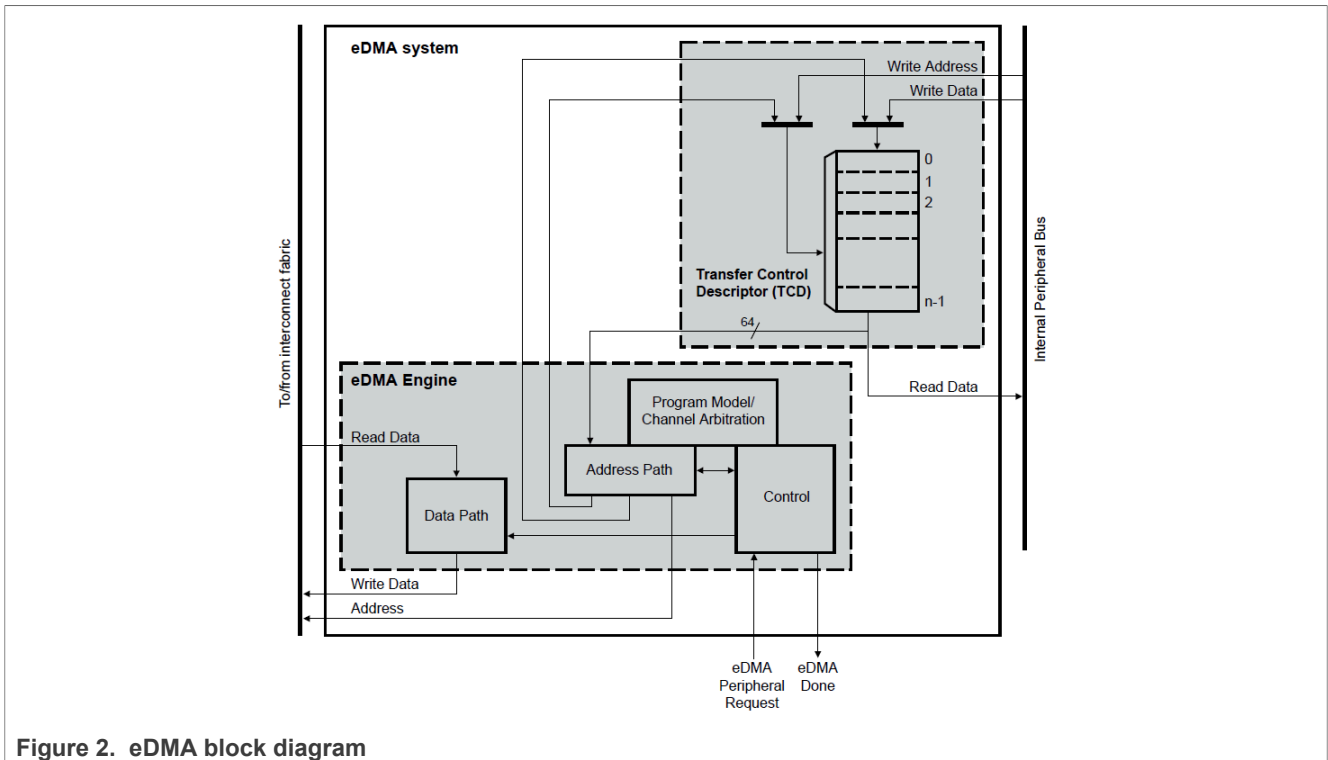 eDMA system
Write Address
Write Data
0
1
2
n-1
Transfer Control
Descriptor (TCD)
64
Read Data
Internal Peripheral Bus
To/from interconnect fabric
eDMA Engine
Program Model/
Channel Arbitration
Read Data
Address Path
Control
Data Path
Write Data
Address
eDMA
Peripheral
Request
eDMA
Done
Figure 2. eDMA block diagram